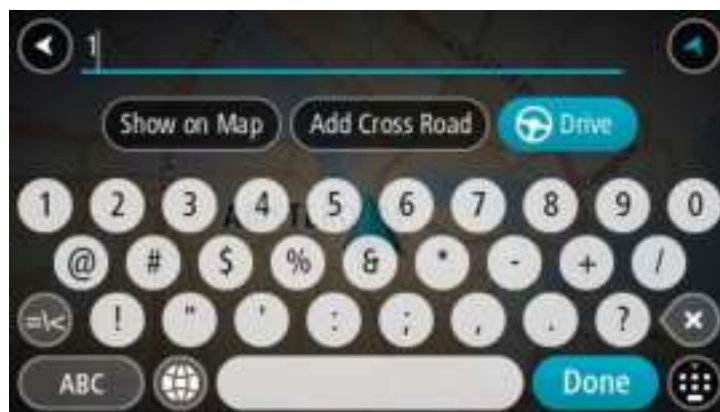 1
Show on Map Add Cross Road Drive
1 2 3 4 5 6 7 8 9 0
@ # $ % & * - + /
=\< ! " ' : ; , . ?
ABC Done